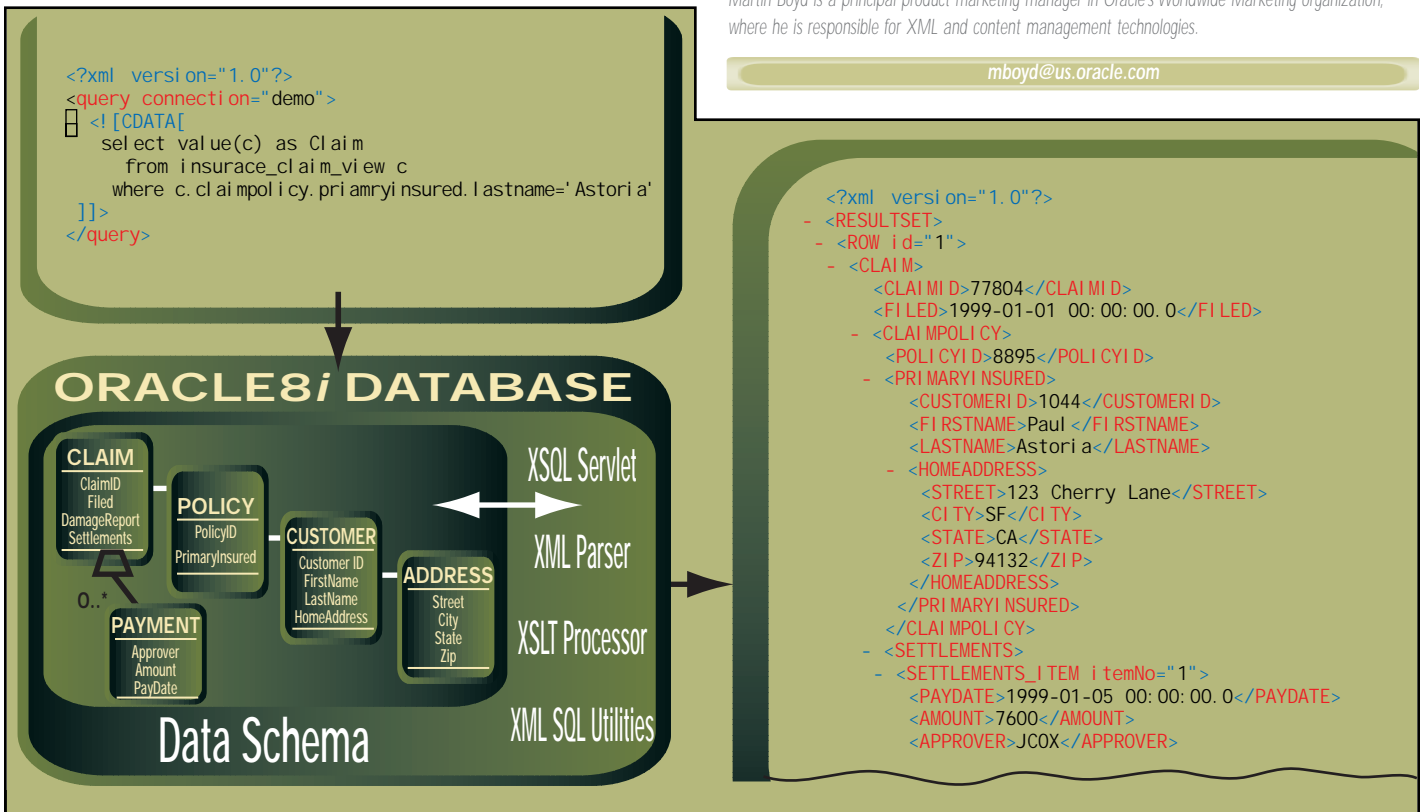 Martin Boyd is a principal product marketing manager in Oracle's Worldwide Marketing organization,
where he is responsible for XML and content management technologies.
mboyd@us.oracle.com
<?xml version="1.0"?>
<query connection="demo">
<![CDATA[
select value(c) as Claim
from insurace_claim_view c
where c.claimpolicy.priamryinsured.lastname='Astoria'
]]>
</query>
ORACLE8i DATABASE
CLAIM
ClaimID
Filed
DamageReport
Settlements
0..*
PAYMENT
Approver
Amount
PayDate
POLICY
PolicyID
PrimaryInsured
CUSTOMER
Customer ID
FirstName
LastName
HomeAddress
ADDRESS
Street
City
State
Zip
Data Schema
XSQL Servlet
XML Parser
XSLT Processor
XML SQL Utilities
<?xml version="1.0"?>
- <RESULTSET>
- <ROW id="1">
- <CLAIM>
<CLAIMID>77804</CLAIMID>
<FILED>1999-01-01 00:00:00.0</FILED>
- <CLAIMPOLICY>
<POLICYID>8895</POLICYID>
- <PRIMARYINSURED>
<CUSTOMERID>1044</CUSTOMERID>
<FIRSTNAME>Paul</FIRSTNAME>
<LASTNAME>Astoria</LASTNAME>
- <HOMEADDRESS>
<STREET>123 Cherry Lane</STREET>
<CITY>SF</CITY>
<STATE>CA</STATE>
<ZIP>94132</ZIP>
</HOMEADDRESS>
</PRIMARYINSURED>
</CLAIMPOLICY>
- <SETTLEMENTS>
- <SETTLEMENTS_ITEM itemNo="1">
<PAYDATE>1999-01-05 00:00:00.0</PAYDATE>
<AMOUNT>7600</AMOUNT>
<APPROVER>JCOX</APPROVER>